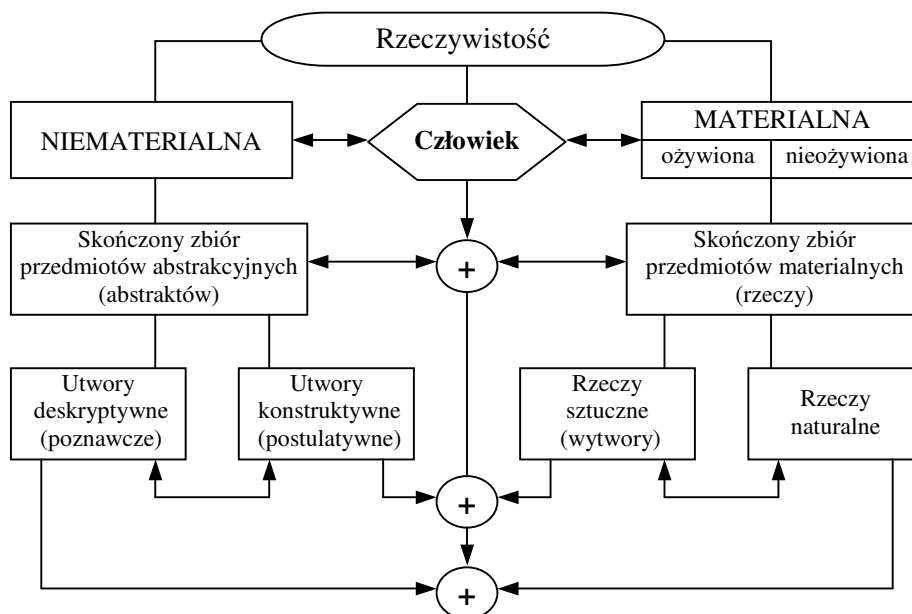 Rzeczywistość
NIEMATERIALNA
Człowiek
MATERIALNA
ożywiona
nieożywiona
Skończony zbiór
przedmiotów abstrakcyjnych
(abstraktów)
+
Skończony zbiór
przedmiotów materialnych
(rzeczy)
Utwory
deskryptywne
(poznawcze)
Utwory
konstruktywne
(postulatywne)
Rzeczy
sztuczne
(wytwory)
Rzeczy
naturalne
+
+